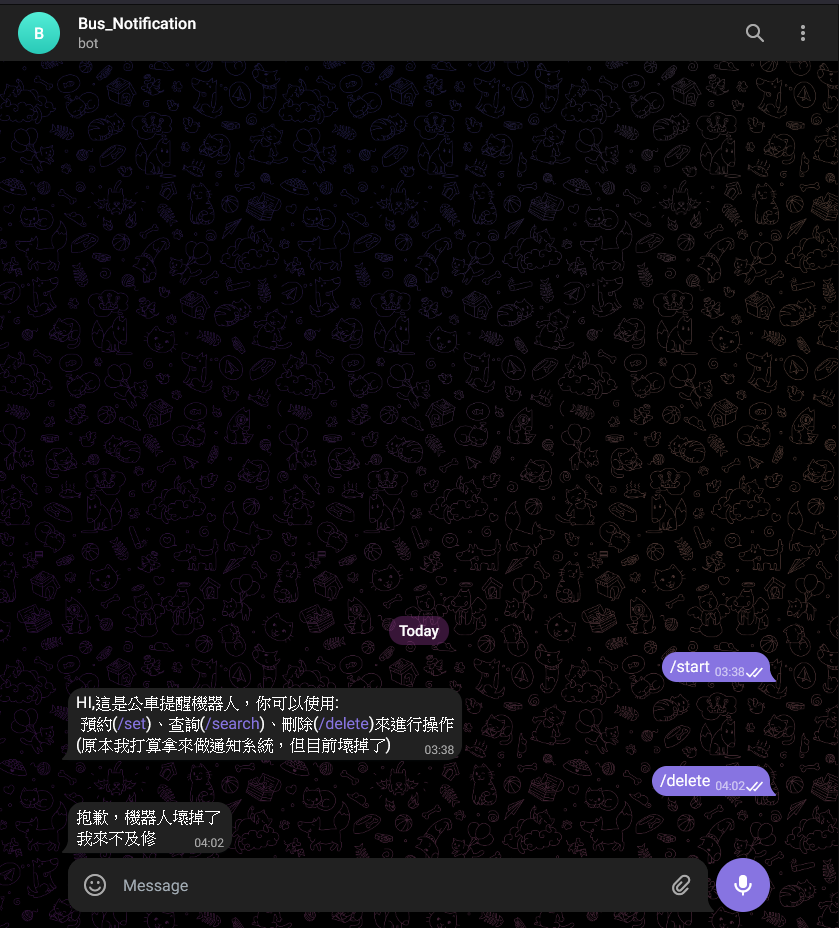 B
Bus_Notification
bot
Today
/start 03:38
HI,這是公車提醒機器人，你可以使用:
預約(/set)、查詢(/search)、刪除(/delete)來進行操作
(原本我打算拿來做通知系統，但目前壞掉了) 03:38
/delete 04:02
抱歉，機器人壞掉了
我來不及修 04:02
Message